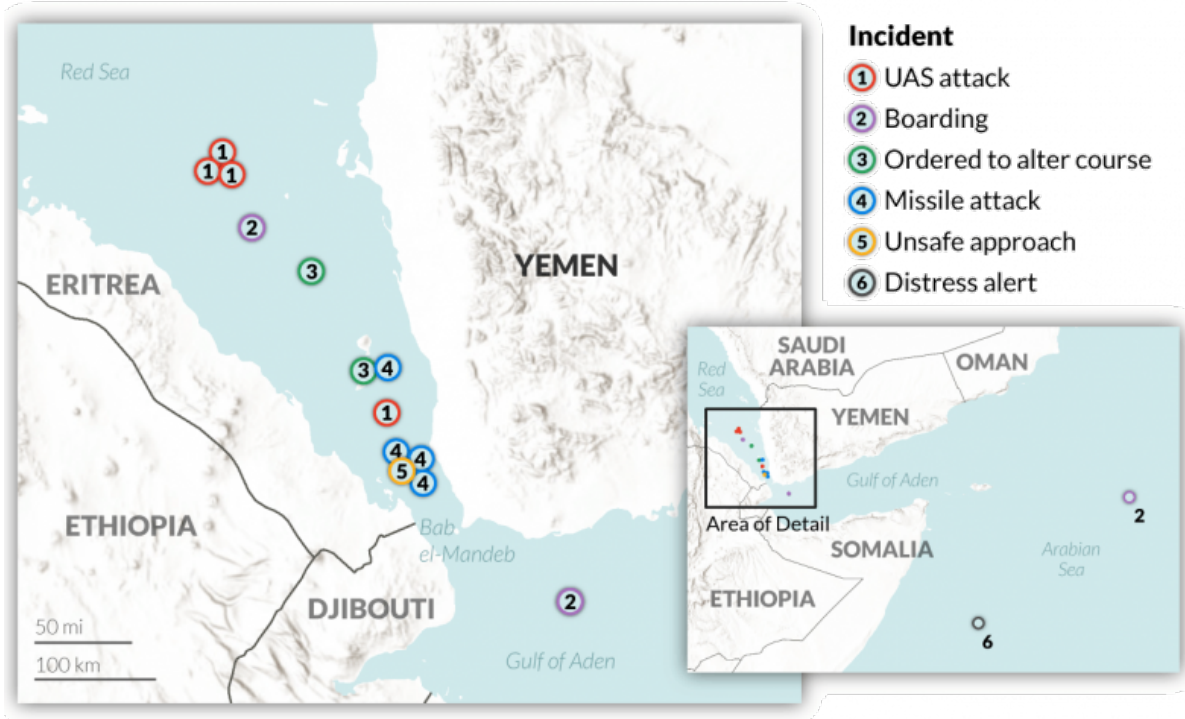 Red Sea
1
1
1
2
3
ERITREA
YEMEN
3
4
1
4
4
5
4
ETHIOPIA
Bab
el-Mandeb
DJIBOUTI
2
50 mi
100 km
Gulf of Aden
Incident
1 UAS attack
2 Boarding
3 Ordered to alter course
4 Missile attack
5 Unsafe approach
6 Distress alert
SAUDI
ARABIA
OMAN
Red
Sea
YEMEN
Gulf of Aden
2
Area of Detail
SOMALIA
Arabian
Sea
ETHIOPIA
6